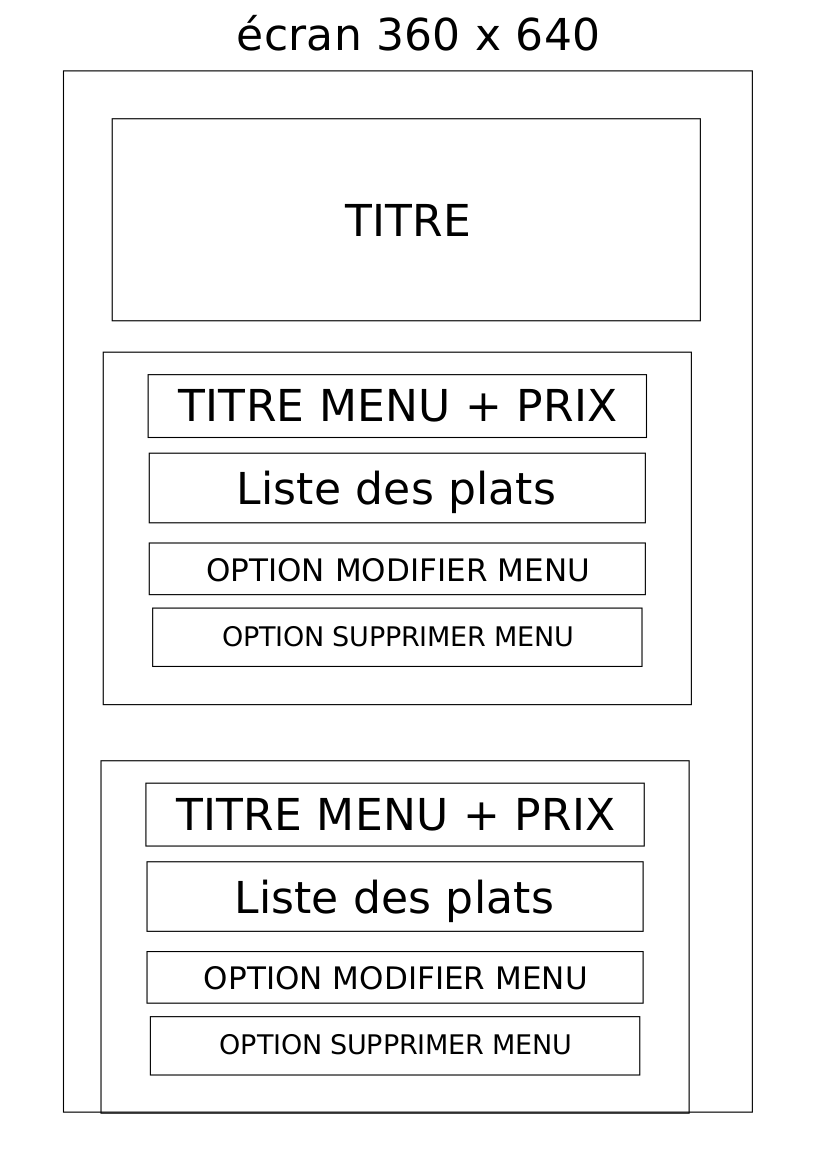 écran 360 x 640
TITRE
TITRE MENU + PRIX
Liste des plats
OPTION MODIFIER MENU
OPTION SUPPRIMER MENU
TITRE MENU + PRIX
Liste des plats
OPTION MODIFIER MENU
OPTION SUPPRIMER MENU